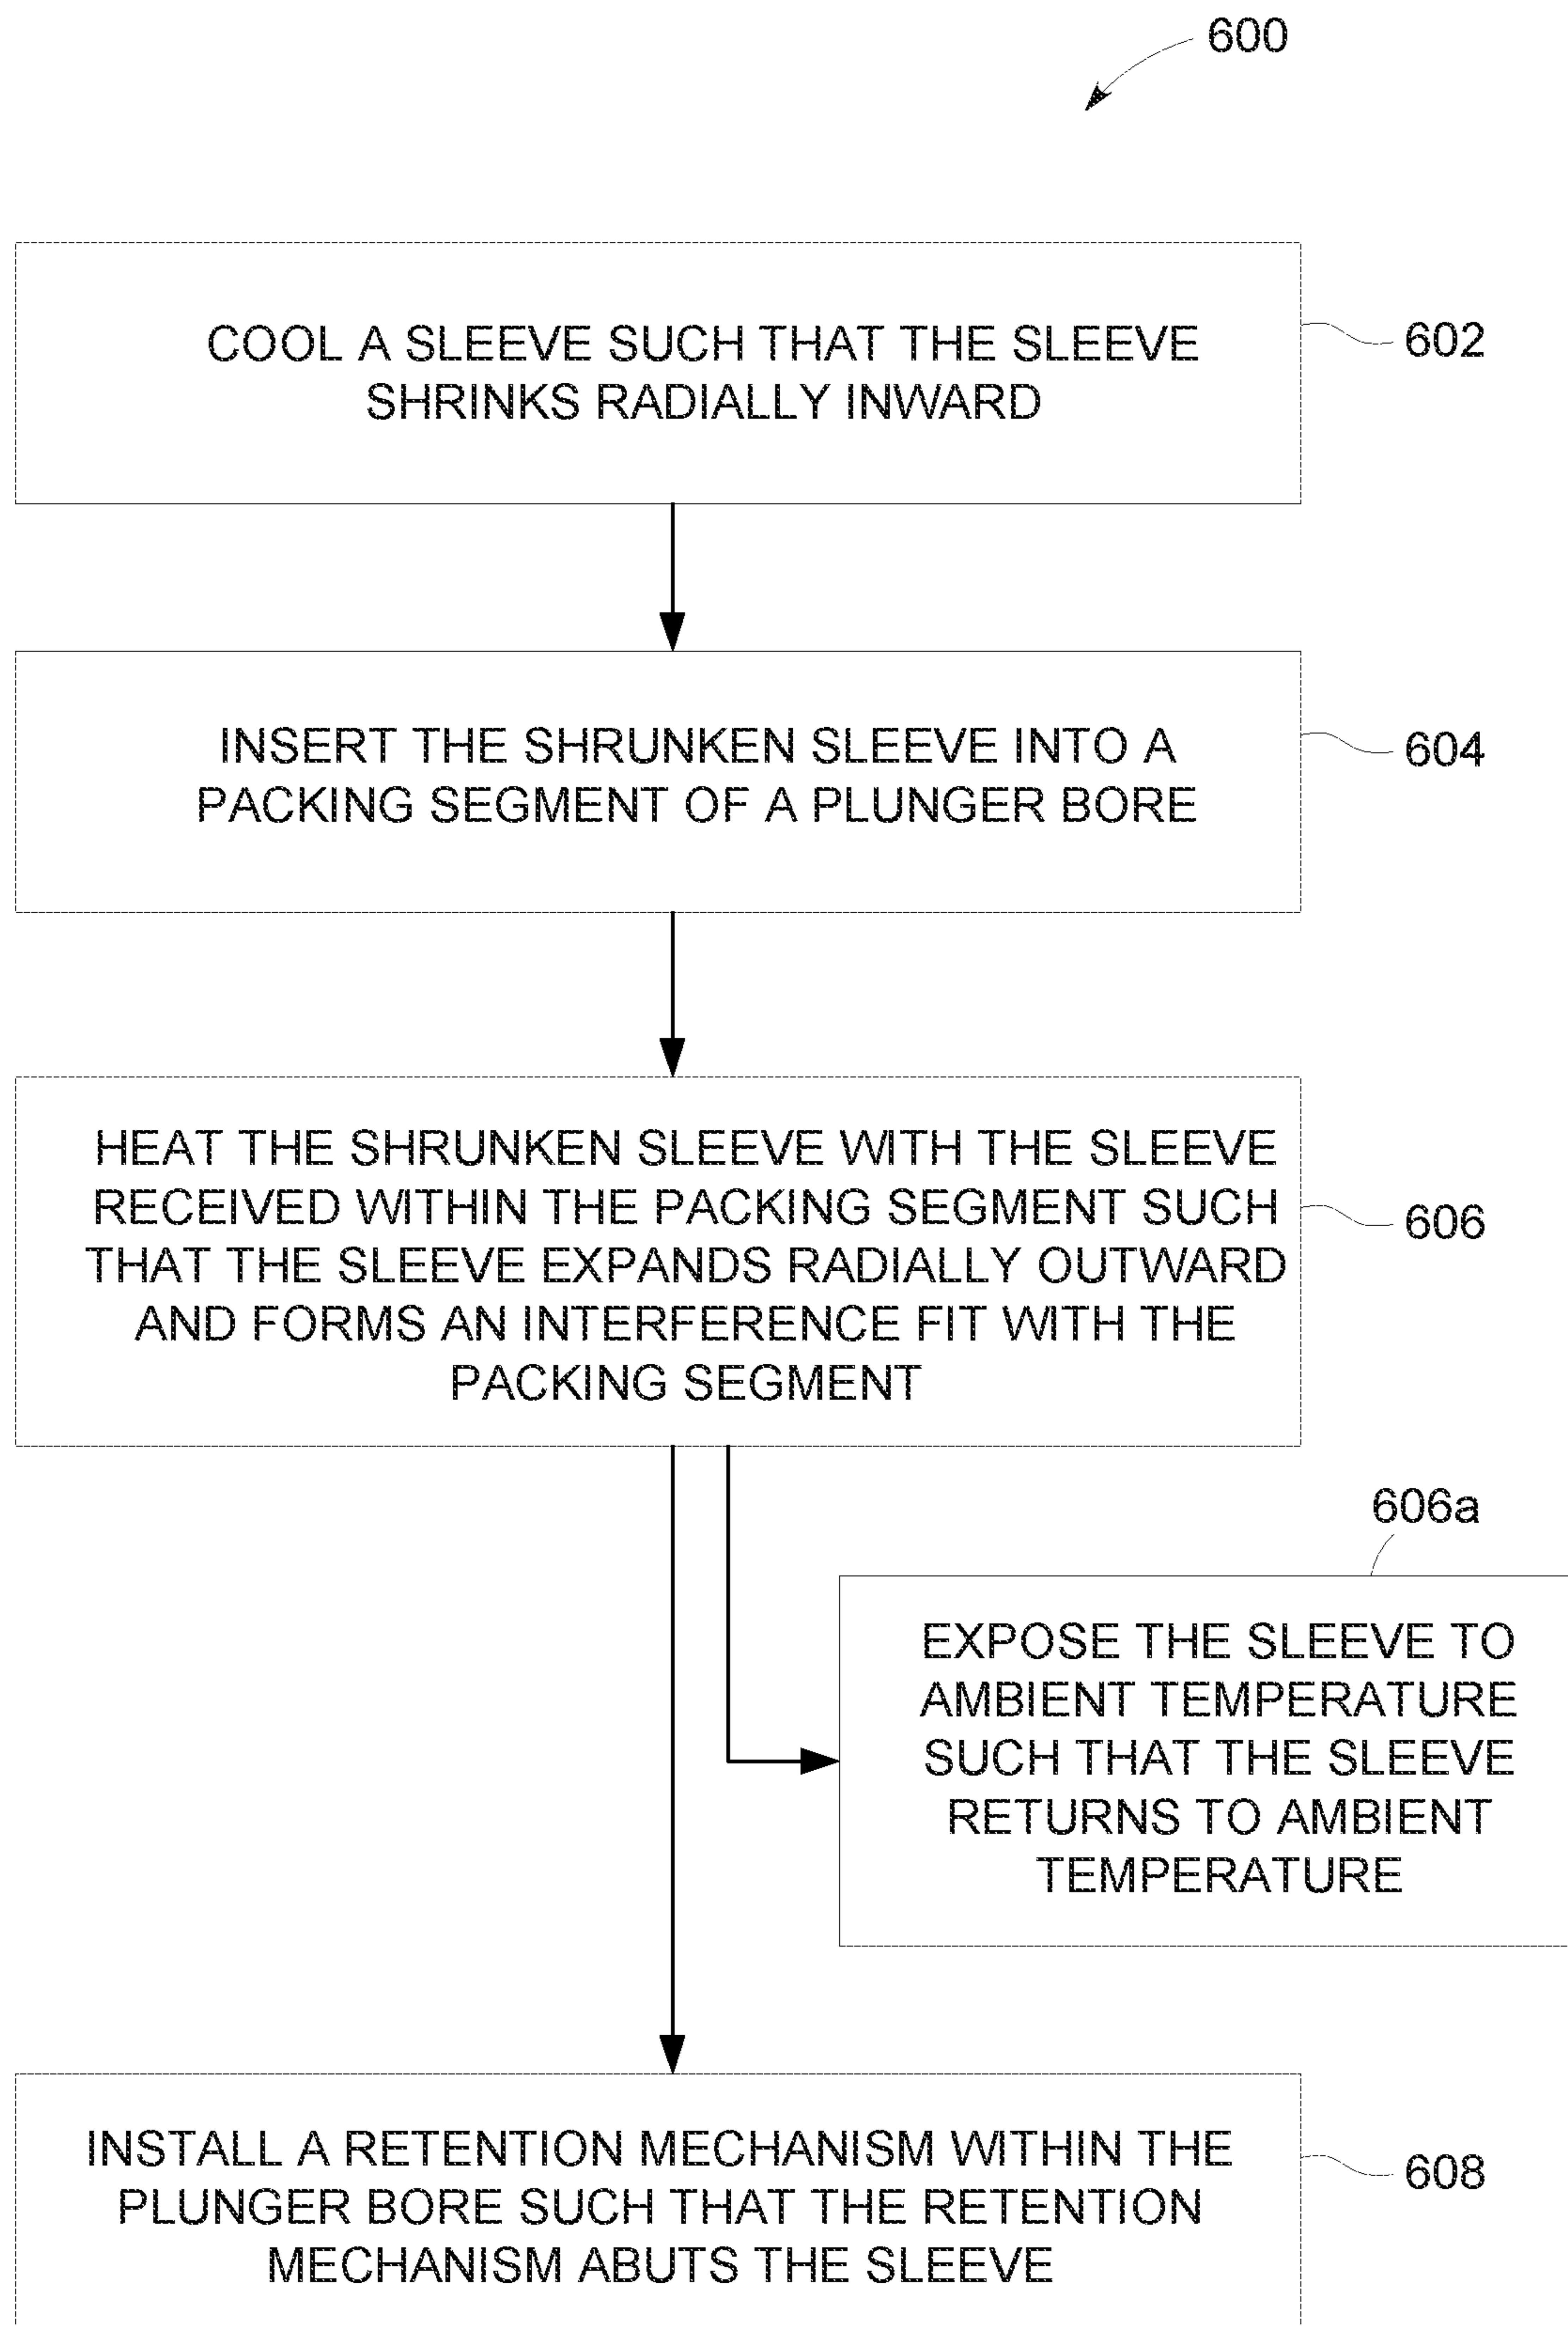 600
COOL A SLEEVE SUCH THAT THE SLEEVE
SHRINKS RADIALLY INWARD
602
INSERT THE SHRUNKEN SLEEVE INTO A
PACKING SEGMENT OF A PLUNGER BORE
604
HEAT THE SHRUNKEN SLEEVE WITH THE SLEEVE
RECEIVED WITHIN THE PACKING SEGMENT SUCH
THAT THE SLEEVE EXPANDS RADIALLY OUTWARD
AND FORMS AN INTERFERENCE FIT WITH THE
PACKING SEGMENT
606
606a
EXPOSE THE SLEEVE TO
AMBIENT TEMPERATURE
SUCH THAT THE SLEEVE
RETURNS TO AMBIENT
TEMPERATURE
INSTALL A RETENTION MECHANISM WITHIN THE
PLUNGER BORE SUCH THAT THE RETENTION
MECHANISM ABUTS THE SLEEVE
608